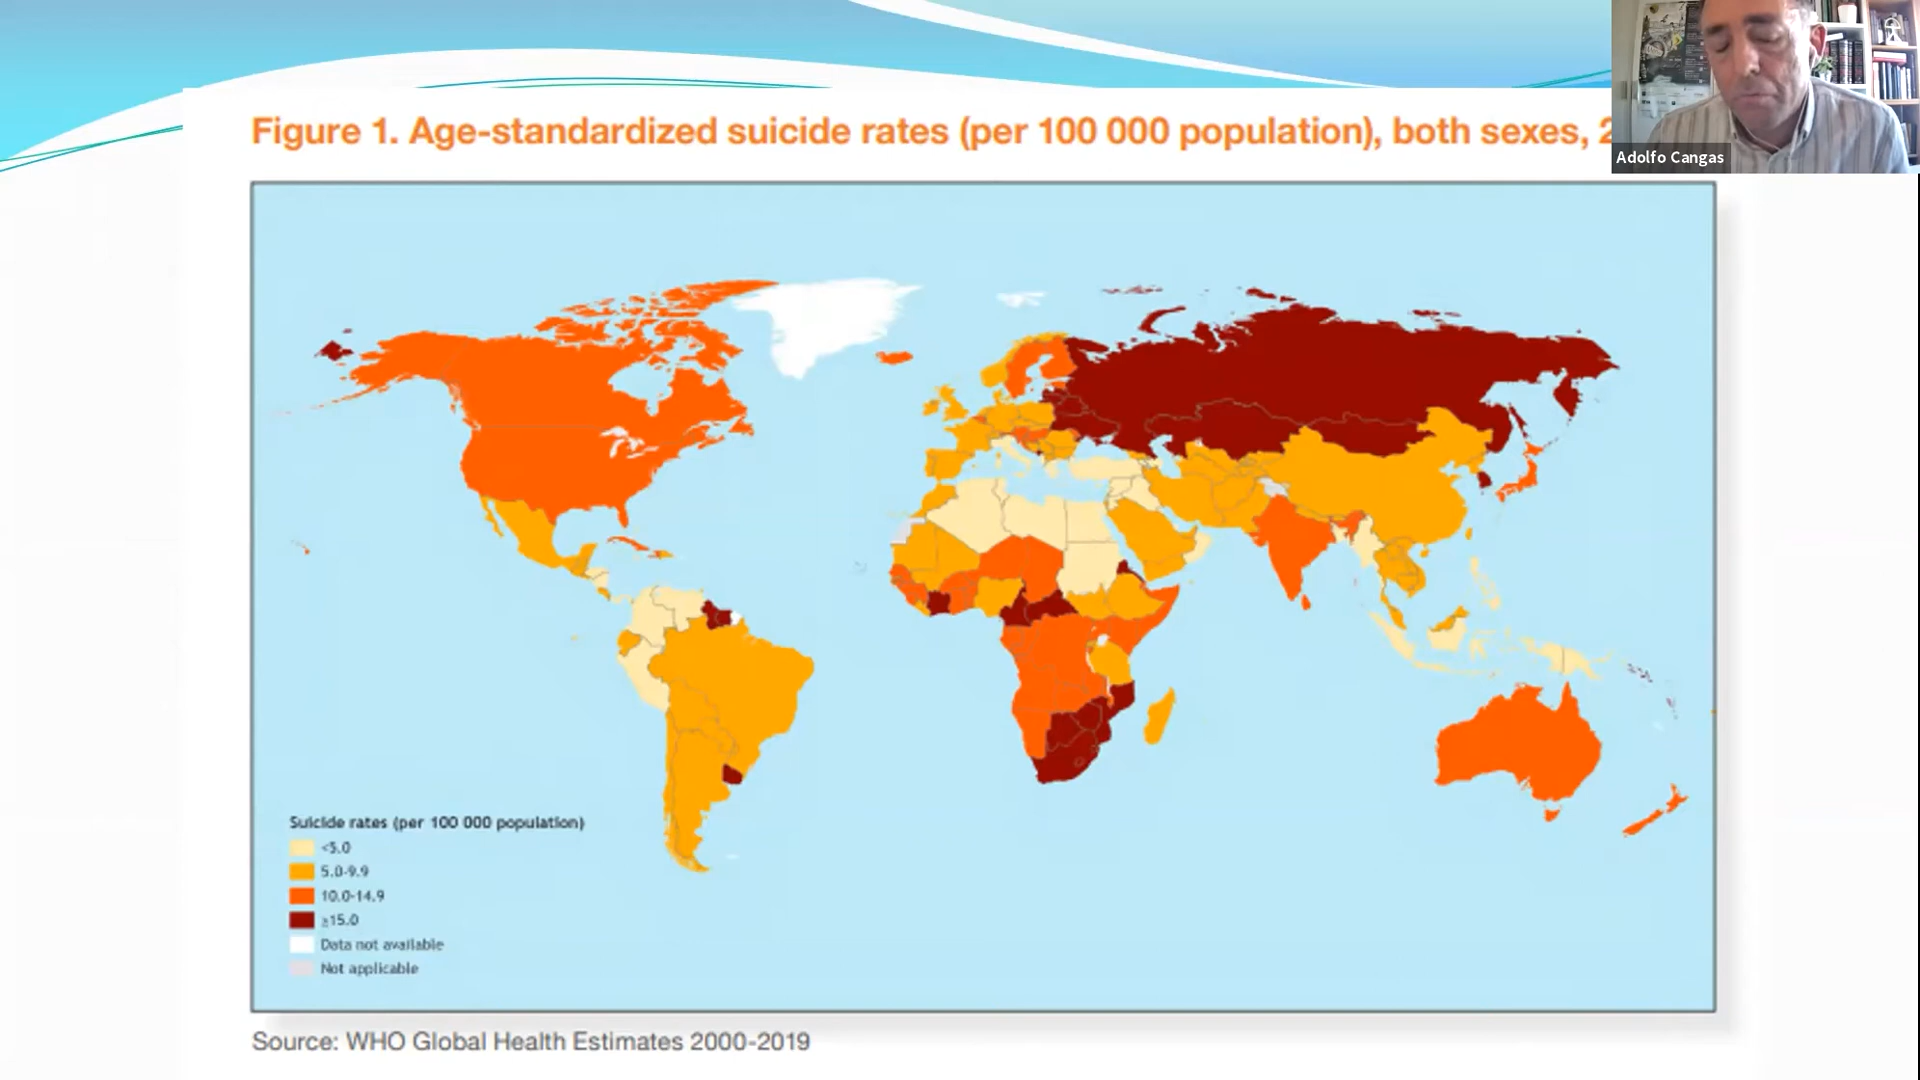 Figure 1. Age-standardized suicide rates (per 100 000 population), both sexes, 2
Adolfo Cangas
Suicide rates (per 100 000 population)
<5.0
5.0-9.9
10.0-14.9
≥15.0
Data not available
Not applicable
Source: WHO Global Health Estimates 2000-2019